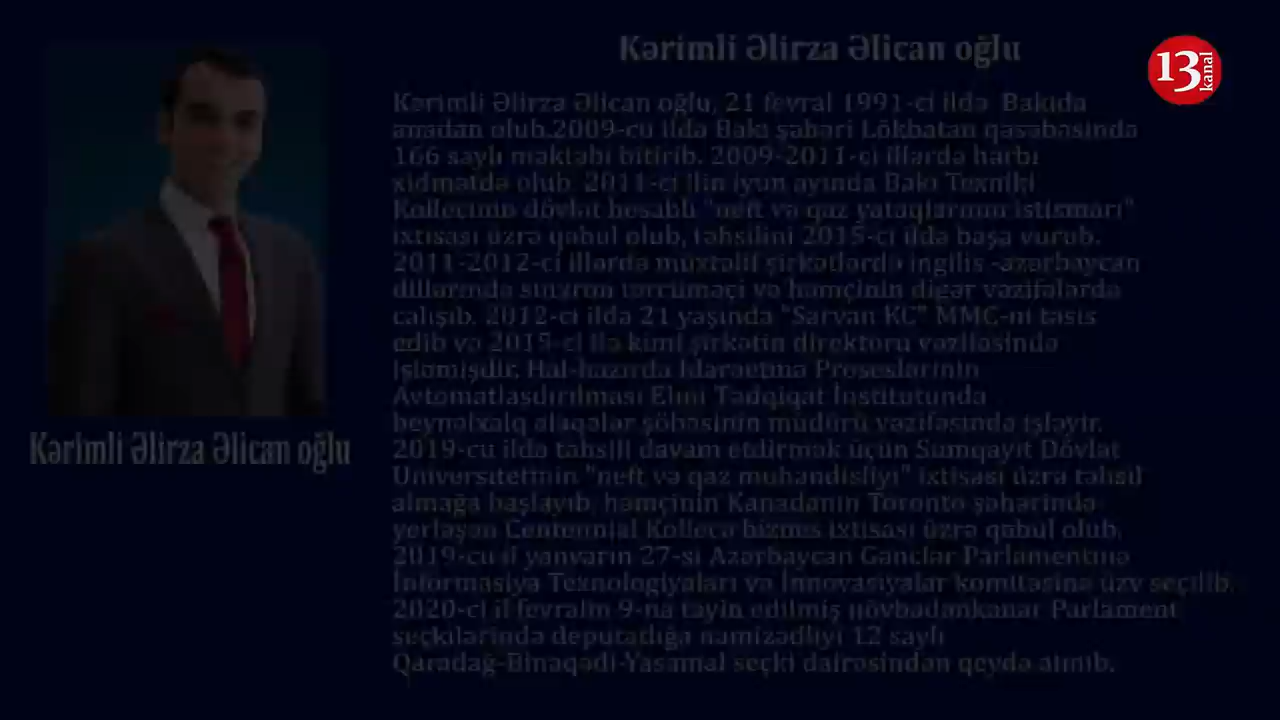 Kərimli Əlirza Əlican oğlu
13
kanal
Kərimli Əlirza Əlican oğlu, 21 fevral 1991-ci ildə Bakıda
anadan olub.2009-cu ildə Bakı şəhəri Lökbatan qəsəbəsində
166 saylı məktəbi bitirib. 2009-2011-ci illərdə hərbi
xidmətdə olub. 2011-ci ilin iyun ayında Bakı Texniki
Kollecinin dövlət hesablı "neft və qaz yataqlarının istismarı"
ixtisası üzrə qəbul olub, təhsilini 2015-ci ildə başa vurub.
2011-2012-ci illərdə müxtəlif şirkətlərdə ingilis -azərbaycan
dillərində sinxron tərcüməçi və həmçinin digər vəzifələrdə
çalışıb. 2012-ci ildə 21 yaşında "Sarvan KC" MMC-ni təsis
edib və 2015-ci ilə kimi şirkətin direktoru vəzifəsində
işləmişdir. Hal-hazırda İdarəetmə Proseslərinin
Avtomatlaşdırılması Elmi Tədqiqat İnstitutunda
beynəlxalq əlaqələr şöbəsinin müdürü vəzifəsində işləyir.
2019-cu ildə təhsili davam etdirmək üçün Sumqayıt Dövlət
Universitetinin "neft və qaz mühəndisliyi" ixtisası üzrə təhsil
almağa başlayıb, həmçinin Kanadanın Toronto şəhərində
yerləşən Centennial Kollecə biznis ixtisası üzrə qəbul olub.
2019-cu il yanvarın 27-si Azərbaycan Gənclər Parlamentinə
İnformasiya Texnologiyaları və İnnovasiyalar komitəsinə üzv seçilib.
2020-ci il fevralın 9-na təyin edilmiş növbədənkənar Parlament
seçkilərində deputatlığa namizədliyi 12 saylı
Qaradağ-Binəqədi-Yasamal seçki dairəsindən qeydə alınıb.
Kərimli Əlirza Əlican oğlu